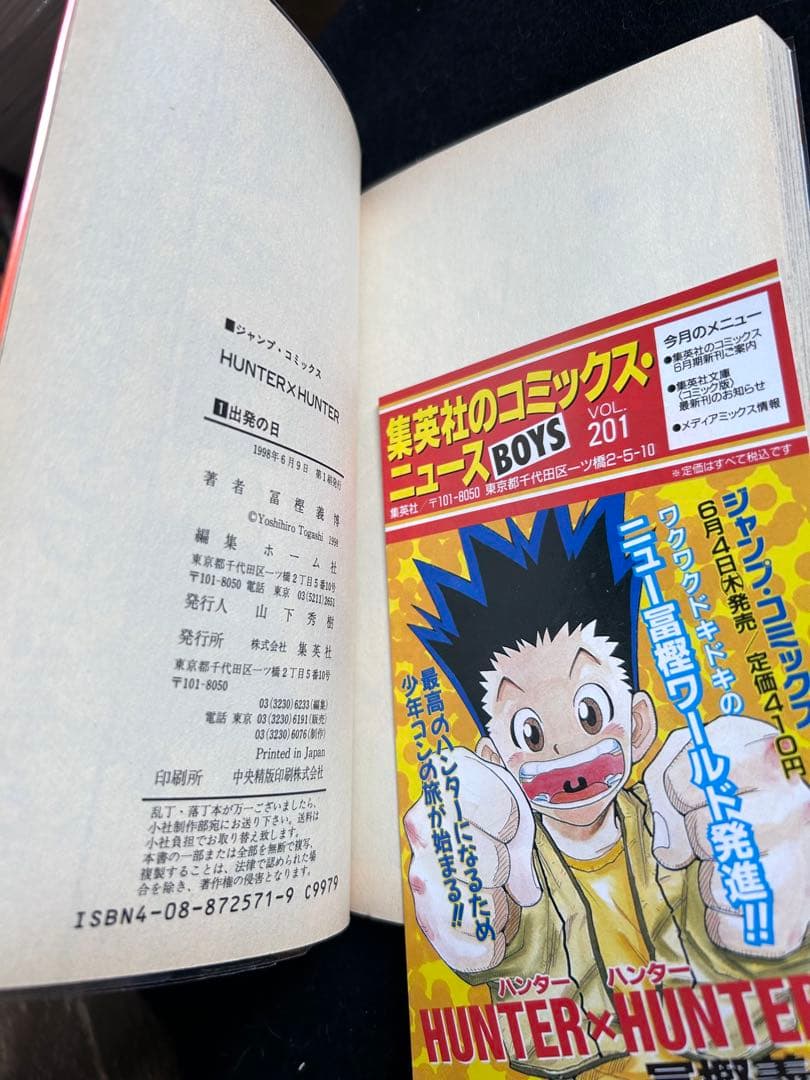 ■ジャンプ・コミックス
HUNTER×HUNTER
1出発の日
1998年6月9日 第1刷発行
著者 冨樫義博
©Yoshihiro Togashi 1998
編集 ホーム社
東京都千代田区一ツ橋2丁目5番10号
〒101-8050 電話 東京 03(5211)2651
発行人 山下秀樹
発行所 株式会社 集英社
東京都千代田区一ツ橋2丁目5番10号
〒101-8050
03(3230)6233(編集)
電話 東京 03(3230)6191(販売)
03(3230)6076(制作)
Printed in Japan
印刷所 中央精版印刷株式会社
乱丁・落丁本が万一ございましたら、
小社制作部宛にお送り下さい。送料は
小社負担でお取り替え致します。
本書の一部または全部を無断で複写、
複製することは、法律で認められた場
合を除き、著作権の侵害となります。
ISBN4-08-872571-9 C9979
集英社のコミックス・
ニュース BOYS
VOL.
201
今月のメニュー
●集英社のコミックス
6月期新刊ご案内
●集英社文庫
〈コミック版〉
最新刊のお知らせ
●メディアミックス情報
※定価はすべて税込です
集英社/〒101-8050 東京都千代田区一ツ橋2-5-10
ジャンプ・コミックス
6月4日(木)発売/定価410円
ワクワクドキドキの
ニュー冨樫ワールド発進!!
最高のハンターになるため
少年ゴンの旅が始まる!!
ハンター ハンター
HUNTER×HUNTER
冨樫義